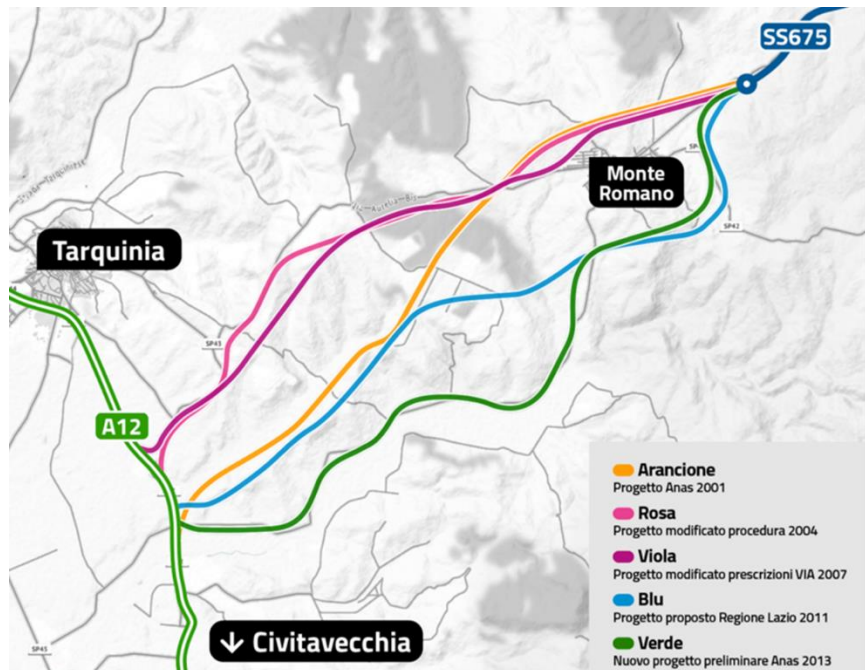 SS675
Monte
Romano
SP42
Tarquinia
SP43
A12
Civitavecchia
SP45
Arancione
Progetto Anas 2001
Rosa
Progetto modificato procedura 2004
Viola
Progetto modificato prescrizioni VIA 2007
Blu
Progetto proposto Regione Lazio 2011
Verde
Nuovo progetto preliminare Anas 2013